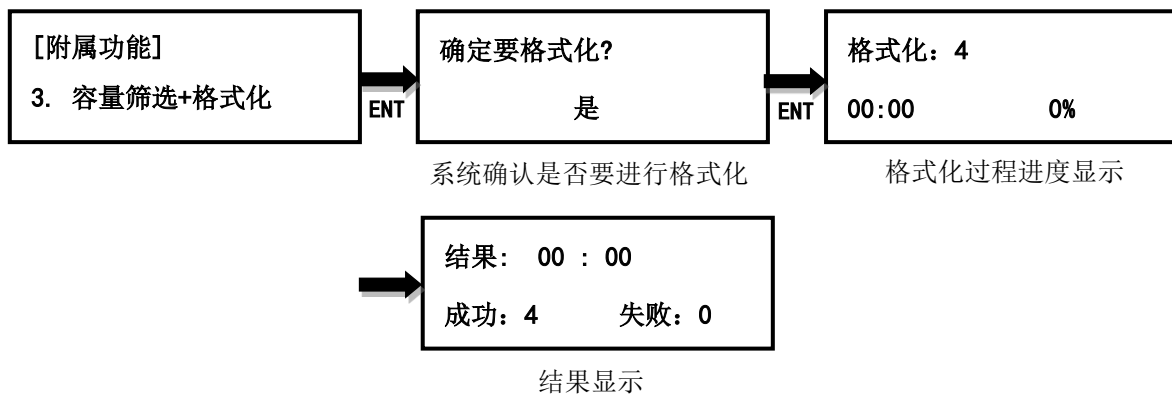 [附属功能]
3. 容量筛选+格式化
ENT
确定要格式化?
是
ENT
格式化: 4
00:00 0%
系统确认是否要进行格式化
格式化过程进度显示
结果: 00 : 00
成功: 4 失败: 0
结果显示